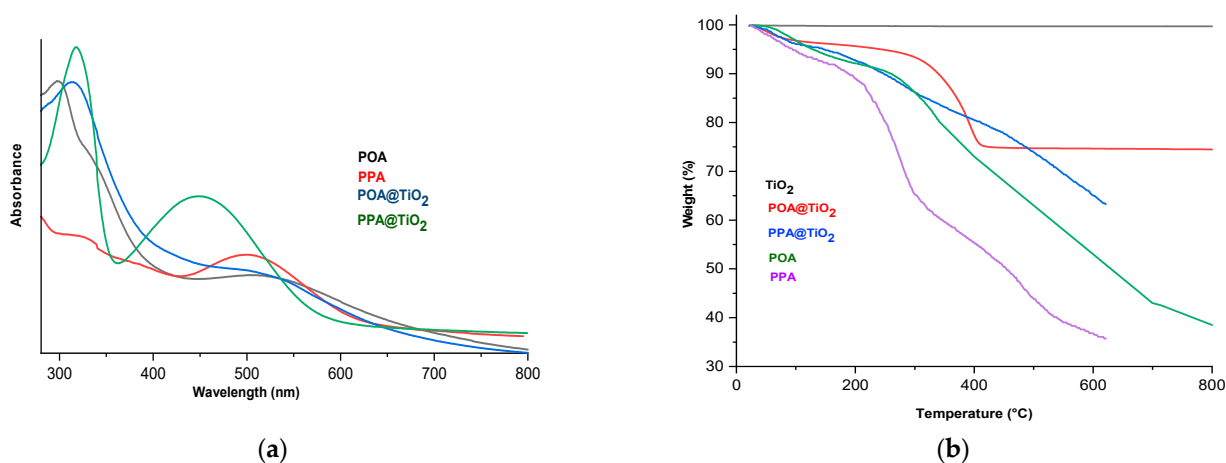 Absorbance
POA
PPA
POA@TiO2
PPA@TiO2
300 400 500 600 700 800
Wavelength (nm)
(a)
100
90
80
70
60
50
40
30
Weight (%)
TiO2
POA@TiO2
PPA@TiO2
POA
PPA
0 200 400 600 800
Temperature (°C)
(b)